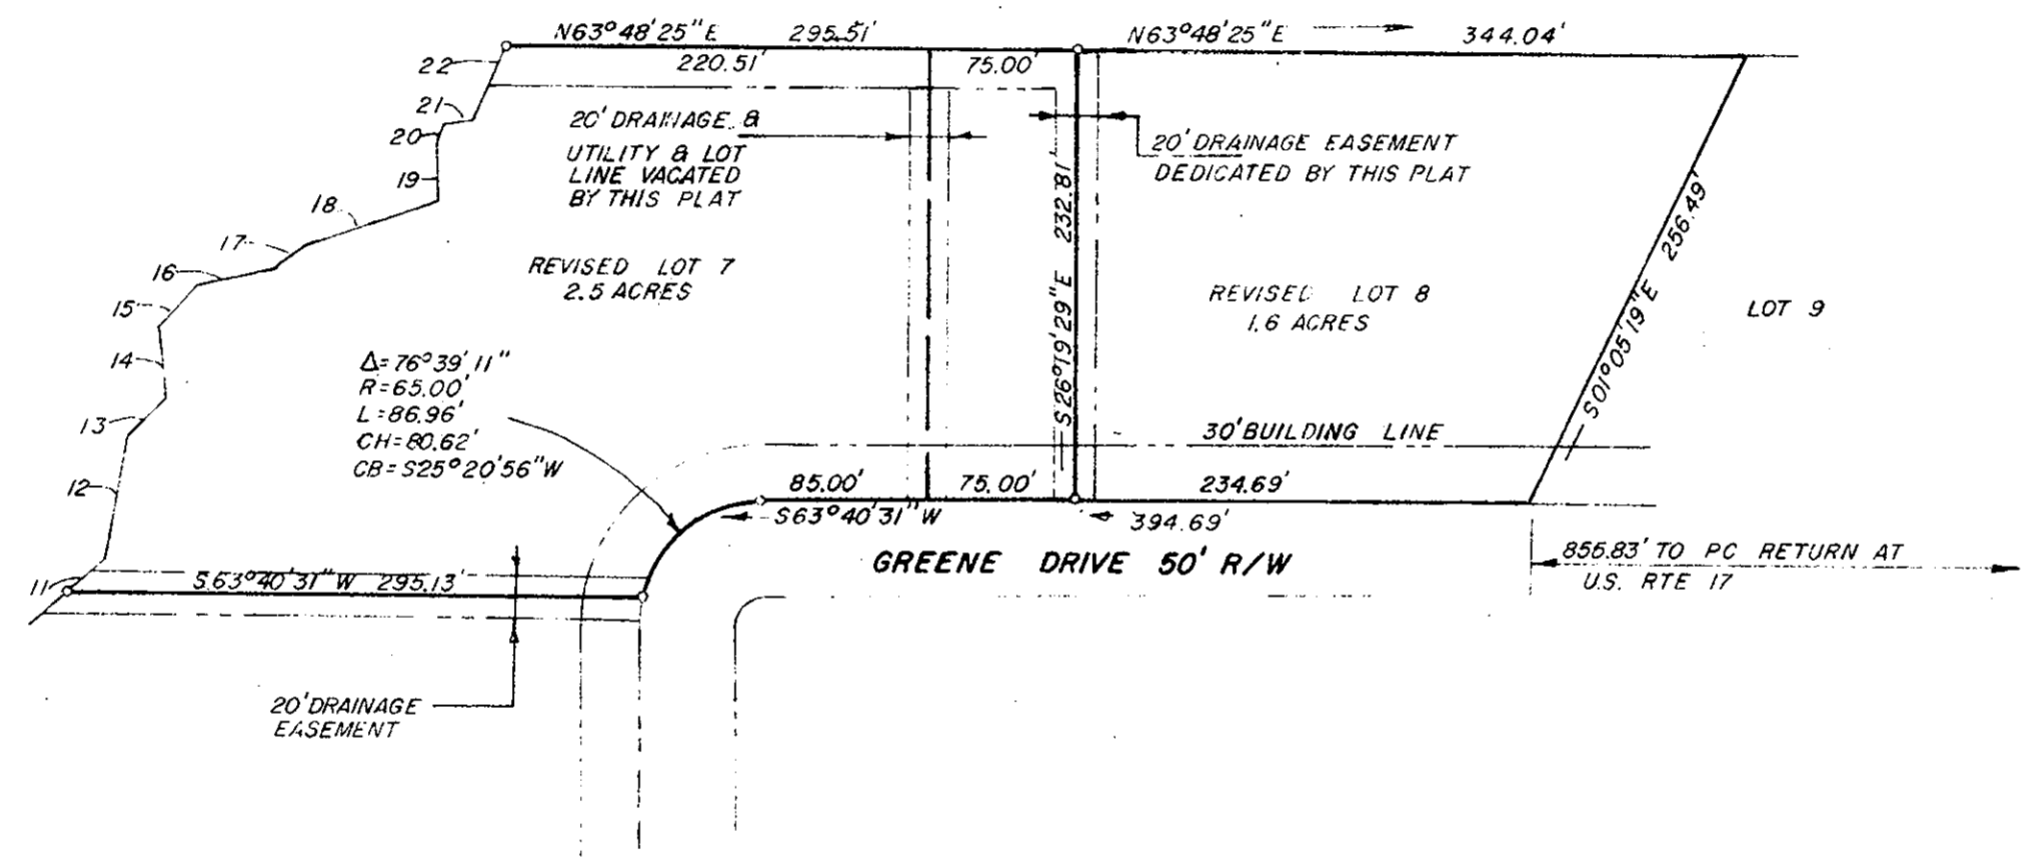 N63°48'25"E 295.51'
N63°48'25"E 344.04'
22
220.51'
75.00'
21
20
19
18
17
16
15
14
13
12
11
20' DRAINAGE &
UTILITY & LOT
LINE VACATED
BY THIS PLAT
20' DRAINAGE EASEMENT
DEDICATED BY THIS PLAT
S26°19'29"E 232.81'
S01°05'19"E 256.49'
REVISED LOT 7
2.5 ACRES
REVISED LOT 8
1.6 ACRES
LOT 9
Δ=76°39'11"
R=65.00'
L=86.96'
CH=80.62'
CB=S25°20'56"W
30' BUILDING LINE
85.00'
75.00'
234.69'
S63°40'31"W
394.69'
GREENE DRIVE 50' R/W
856.83' TO PC RETURN AT
U.S. RTE 17
S.63°40'31"W 295.13'
20' DRAINAGE
EASEMENT